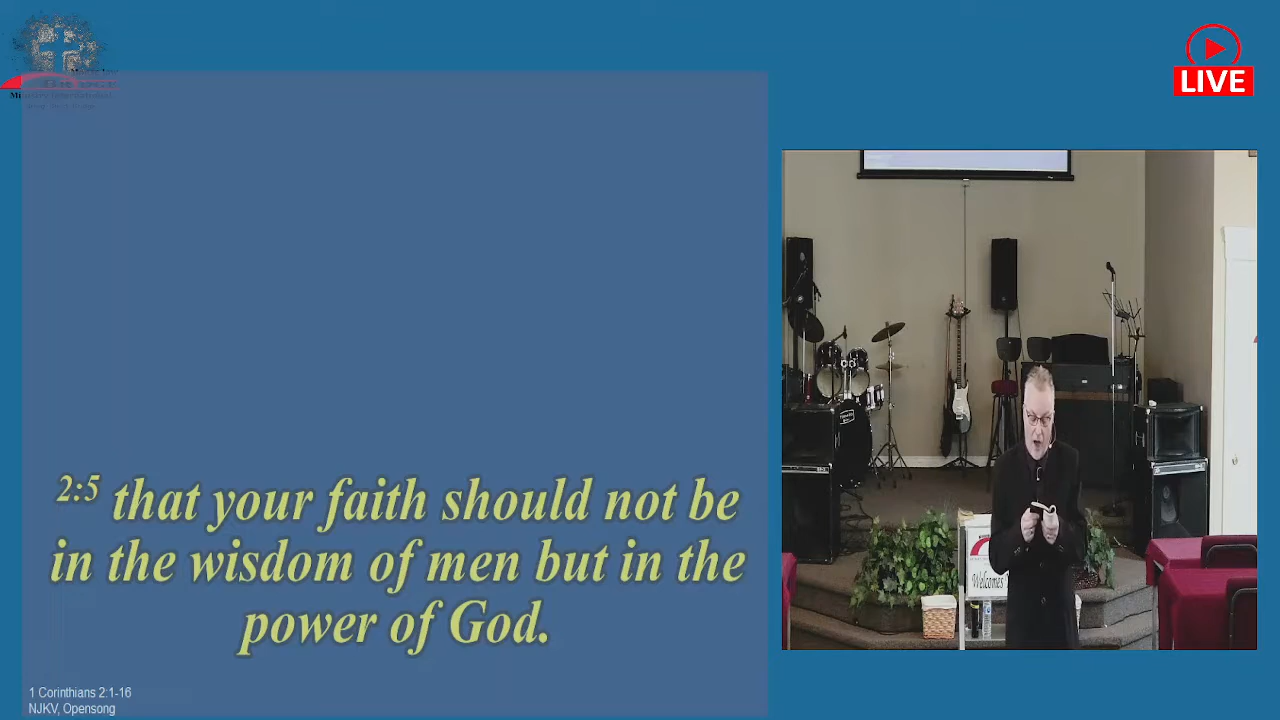 LIVE
2:5 that your faith should not be
in the wisdom of men but in the
power of God.
Welcomes
1 Corinthians 2:1-16
NJKV, Opensong